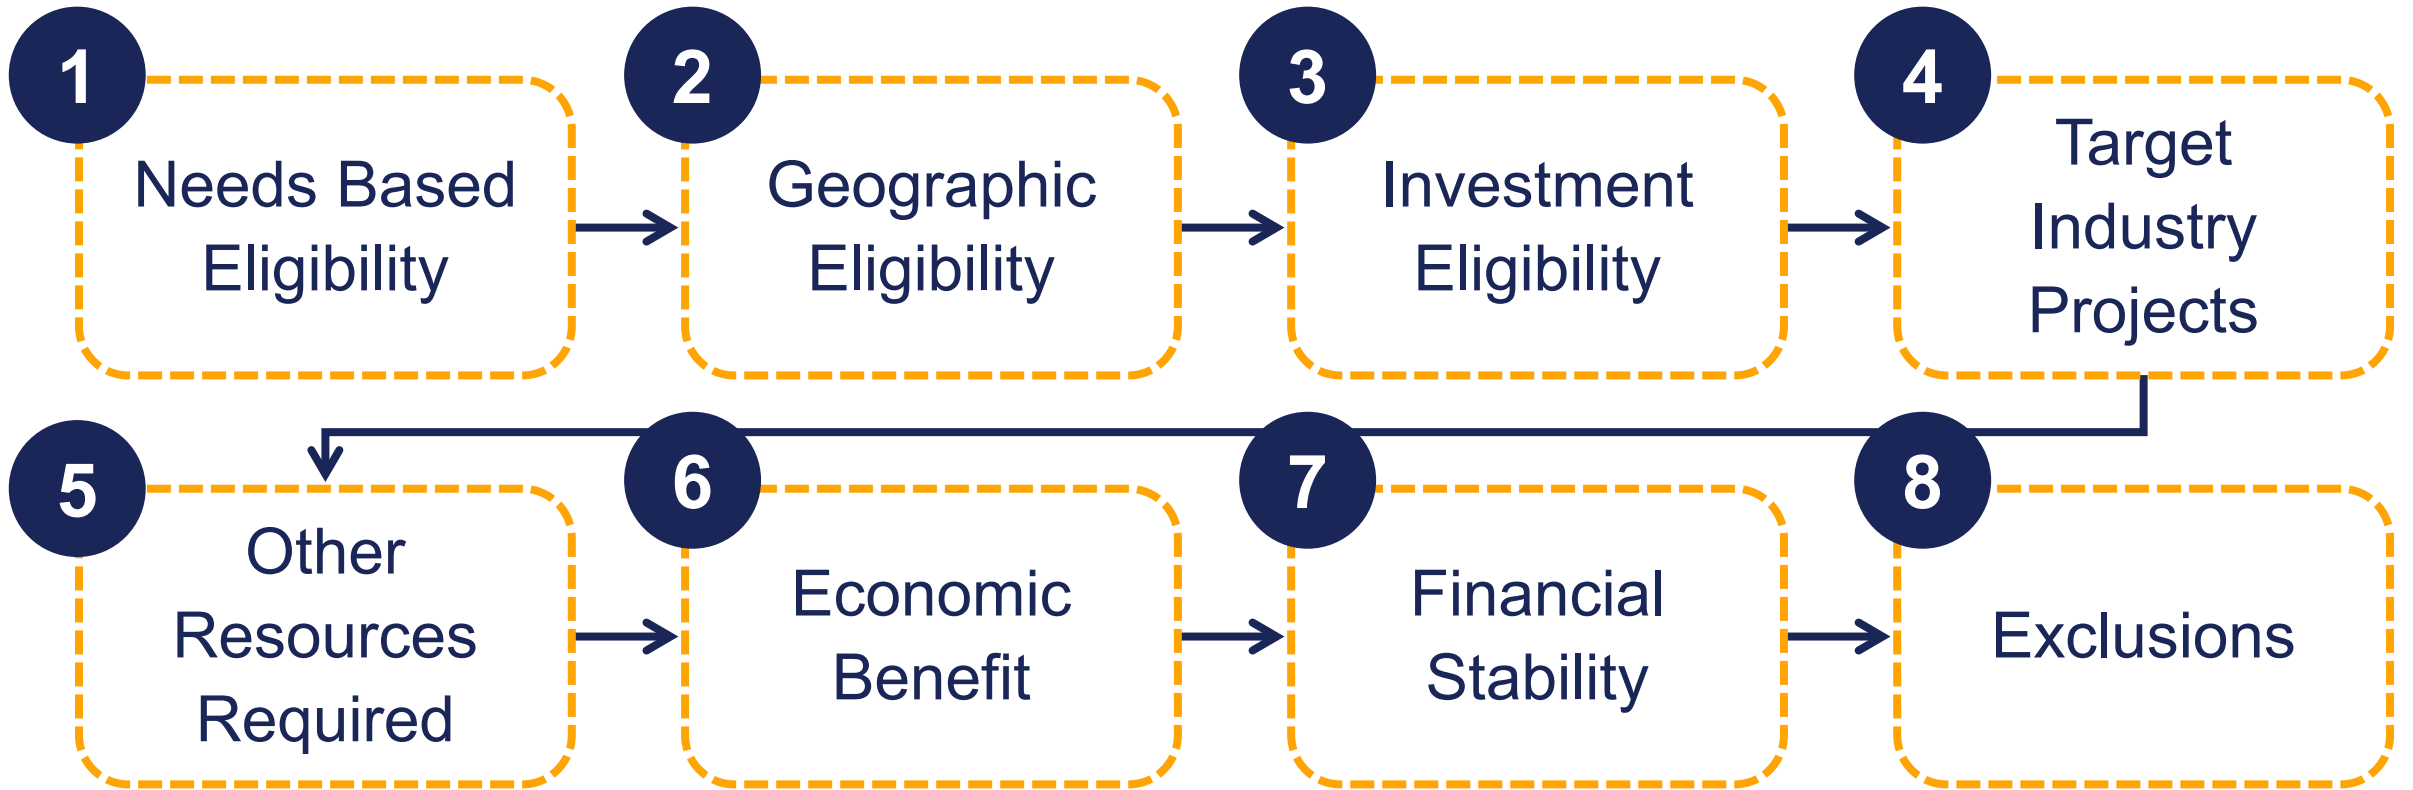 1
Needs Based
Eligibility
2
Geographic
Eligibility
3
Investment
Eligibility
4
Target
Industry
Projects
5
Other
Resources
Required
6
Economic
Benefit
7
Financial
Stability
8
Exclusions